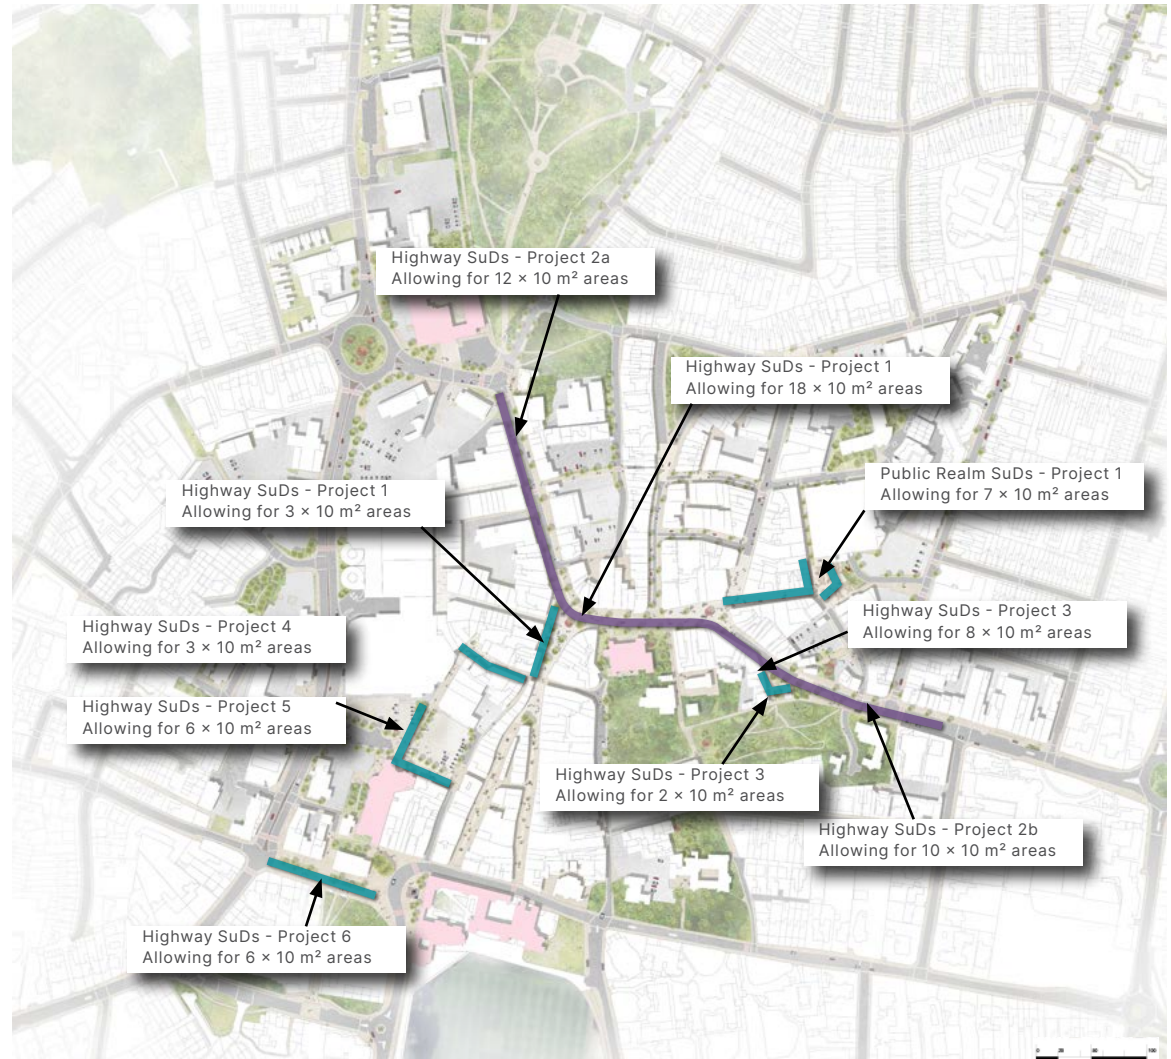 Highway SuDs - Project 2a
Allowing for 12 × 10 m² areas
Highway SuDs - Project 1
Allowing for 18 × 10 m² areas
Public Realm SuDs - Project 1
Allowing for 7 × 10 m² areas
Highway SuDs - Project 1
Allowing for 3 × 10 m² areas
Highway SuDs - Project 3
Allowing for 8 × 10 m² areas
Highway SuDs - Project 4
Allowing for 3 × 10 m² areas
Highway SuDs - Project 5
Allowing for 6 × 10 m² areas
Highway SuDs - Project 3
Allowing for 2 × 10 m² areas
Highway SuDs - Project 2b
Allowing for 10 × 10 m² areas
Highway SuDs - Project 6
Allowing for 6 × 10 m² areas